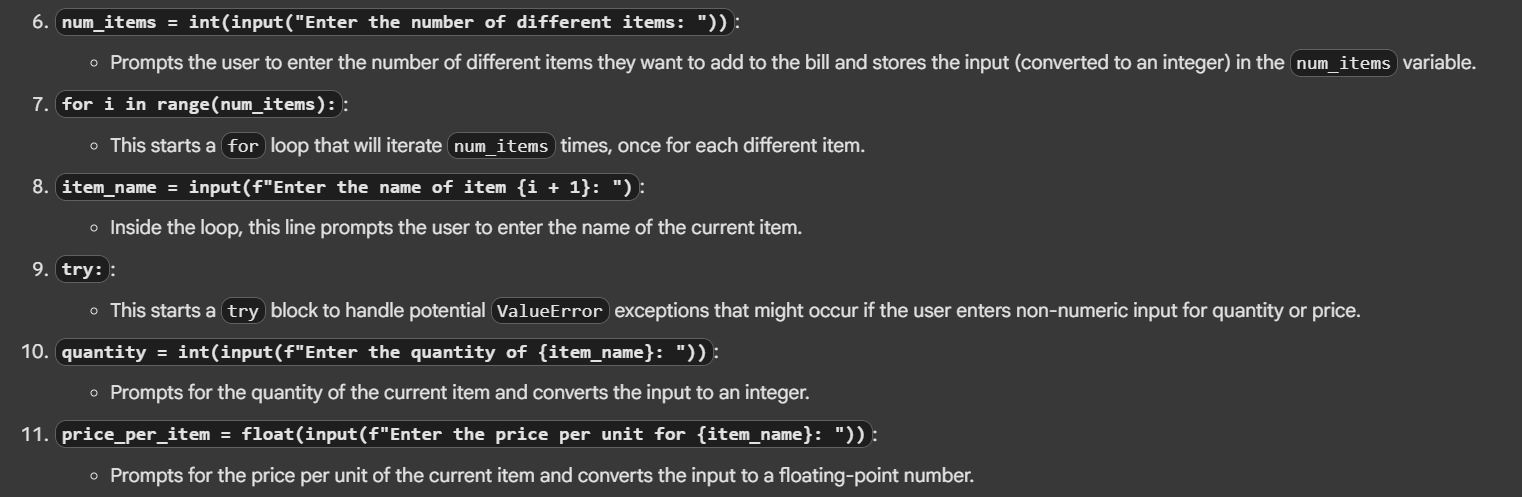 6. num_items = int(input("Enter the number of different items: ")):
◦ Prompts the user to enter the number of different items they want to add to the bill and stores the input (converted to an integer) in the num_items variable.
7. for i in range(num_items)::
◦ This starts a for loop that will iterate num_items times, once for each different item.
8. item_name = input(f"Enter the name of item {i + 1}: "):
◦ Inside the loop, this line prompts the user to enter the name of the current item.
9. try::
◦ This starts a try block to handle potential ValueError exceptions that might occur if the user enters non-numeric input for quantity or price.
10. quantity = int(input(f"Enter the quantity of {item_name}: ")):
◦ Prompts for the quantity of the current item and converts the input to an integer.
11. price_per_item = float(input(f"Enter the price per unit for {item_name}: ")):
◦ Prompts for the price per unit of the current item and converts the input to a floating-point number.